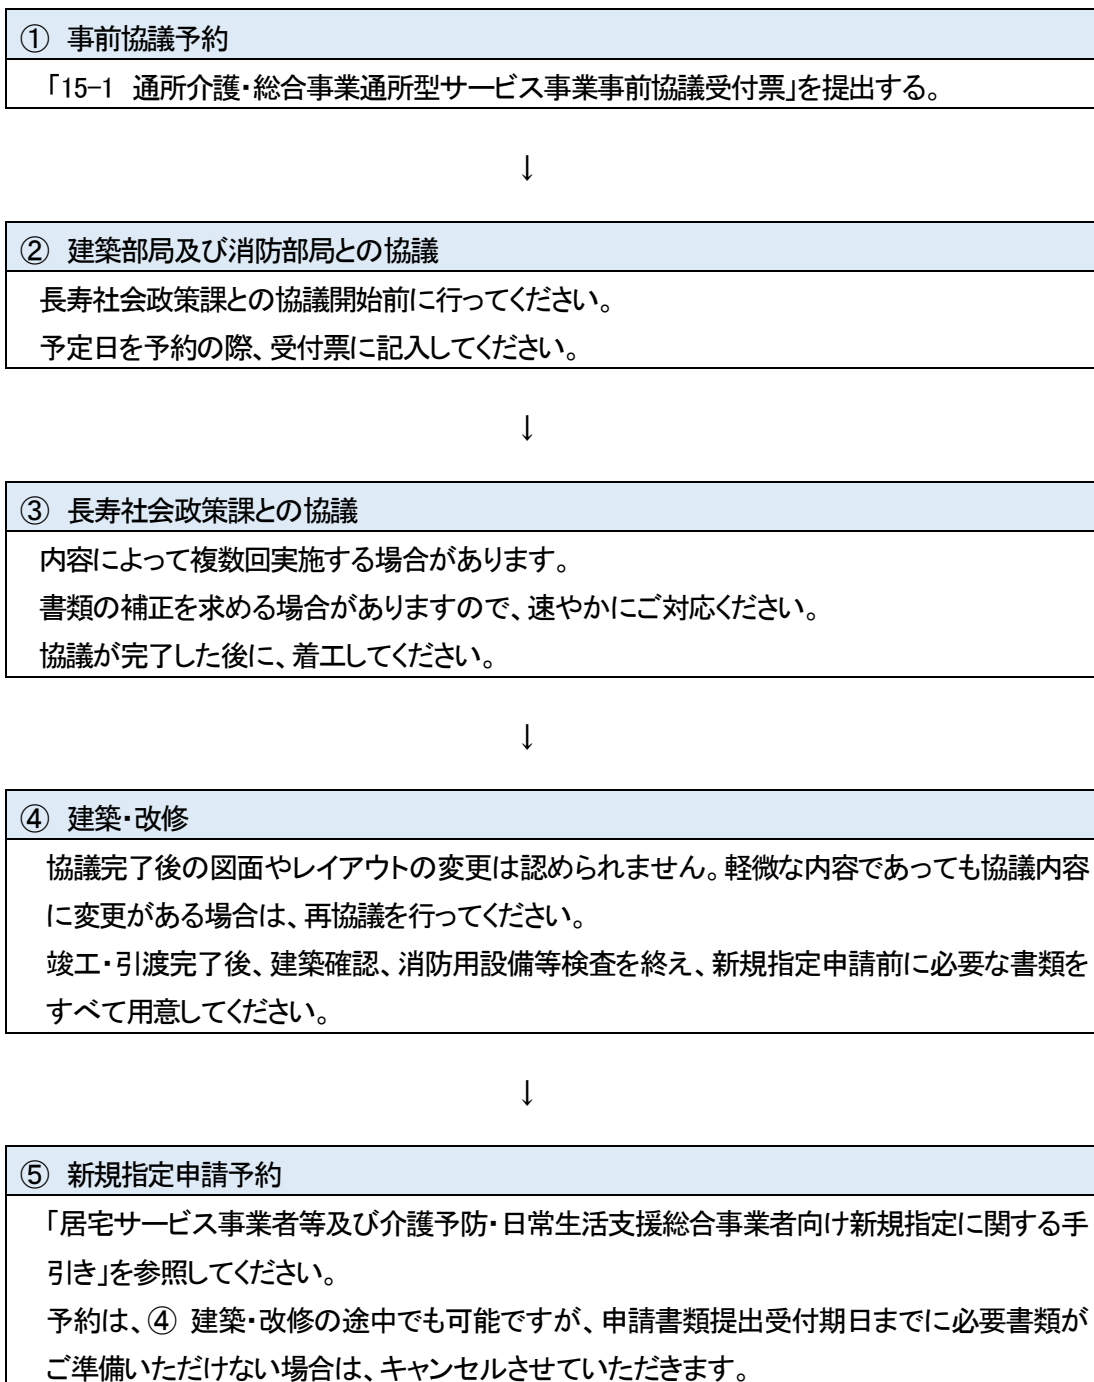 ① 事前協議予約
「15-1 通所介護・総合事業通所型サービス事業事前協議受付票」を提出する。
↓
② 建築部局及び消防部局との協議
長寿社会政策課との協議開始前に行ってください。
予定日を予約の際、受付票に記入してください。
↓
③ 長寿社会政策課との協議
内容によって複数回実施する場合があります。
書類の補正を求める場合がありますので、速やかにご対応ください。
協議が完了した後に、着工してください。
↓
④ 建築・改修
協議完了後の図面やレイアウトの変更は認められません。軽微な内容であっても協議内容
に変更がある場合は、再協議を行ってください。
竣工・引渡完了後、建築確認、消防用設備等検査を終え、新規指定申請前に必要な書類を
すべて用意してください。
↓
⑤ 新規指定申請予約
「居宅サービス事業者等及び介護予防・日常生活支援総合事業者向け新規指定に関する手
引き」を参照してください。
予約は、④ 建築・改修の途中でも可能ですが、申請書類提出受付期日までに必要書類が
ご準備いただけない場合は、キャンセルさせていただきます。